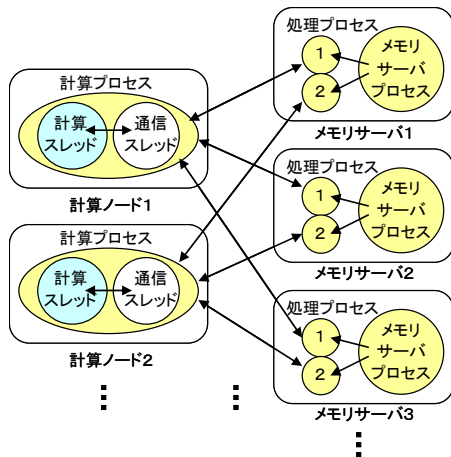 計算プロセス
計算
スレッド
通信
スレッド
計算ノード1
計算プロセス
計算
スレッド
通信
スレッド
計算ノード2
処理プロセス
1
2
メモリ
サーバ
プロセス
メモリサーバ1
処理プロセス
1
2
メモリ
サーバ
プロセス
メモリサーバ2
処理プロセス
1
2
メモリ
サーバ
プロセス
メモリサーバ3